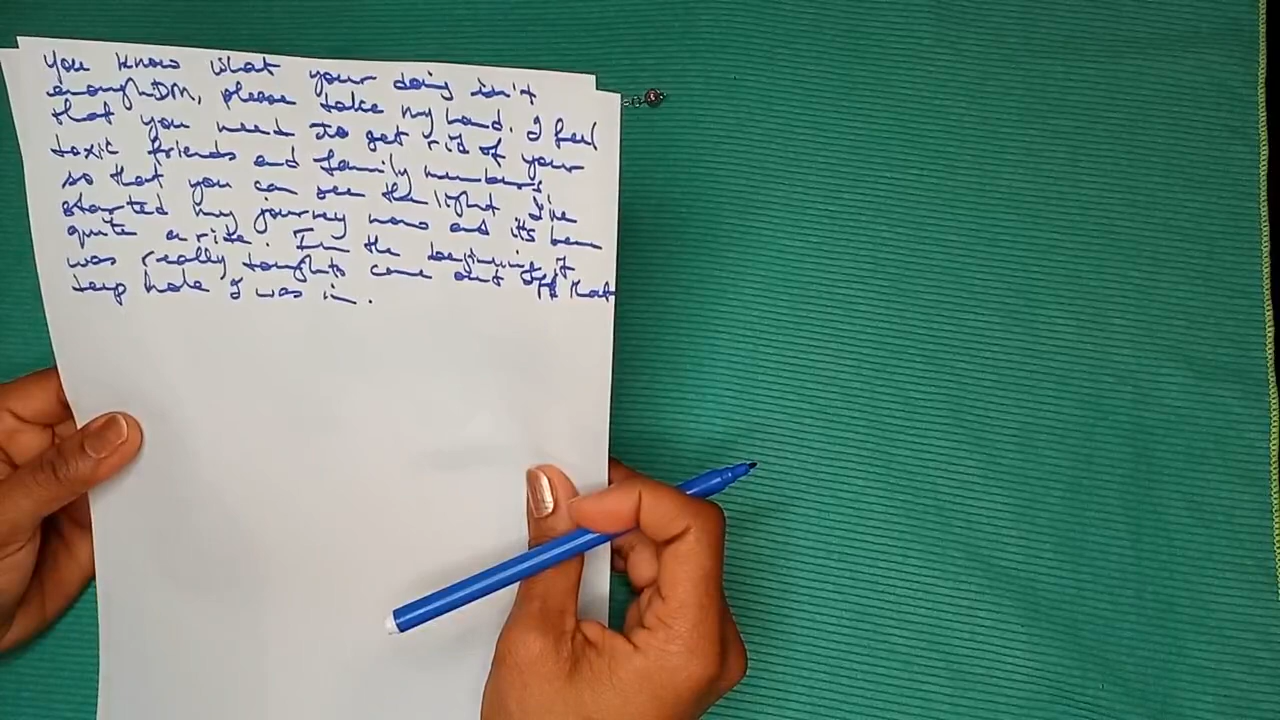 you know what your doing isn't
enough DM, please take my hand. I feel
that you need to get rid of your
toxic friends and family members
so that you can see the light I've
started my journey now and it's been
quite a ride. In the beginning it
was really tough to come out off that
deep hole I was in.